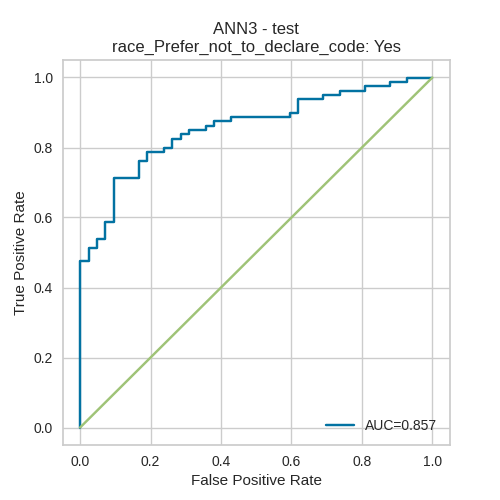 ANN3 - test
race_Prefer_not_to_declare_code: Yes
1.0
0.8
0.6
0.4
0.2
0.0
True Positive Rate
AUC=0.857
0.0 0.2 0.4 0.6 0.8 1.0
False Positive Rate